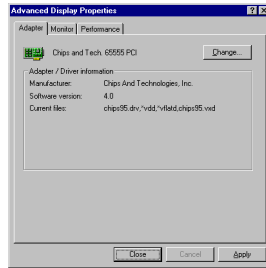 Advanced Display Properties
Adapter Monitor Performance
Chips and Tech. 65555 PCI Change...
Adapter / Driver information
Manufacturer: Chips And Technologies, Inc.
Software version: 4.0
Current files: chips95.drv,*vdd,*vflatd,chips95.vxd
Close Cancel Apply